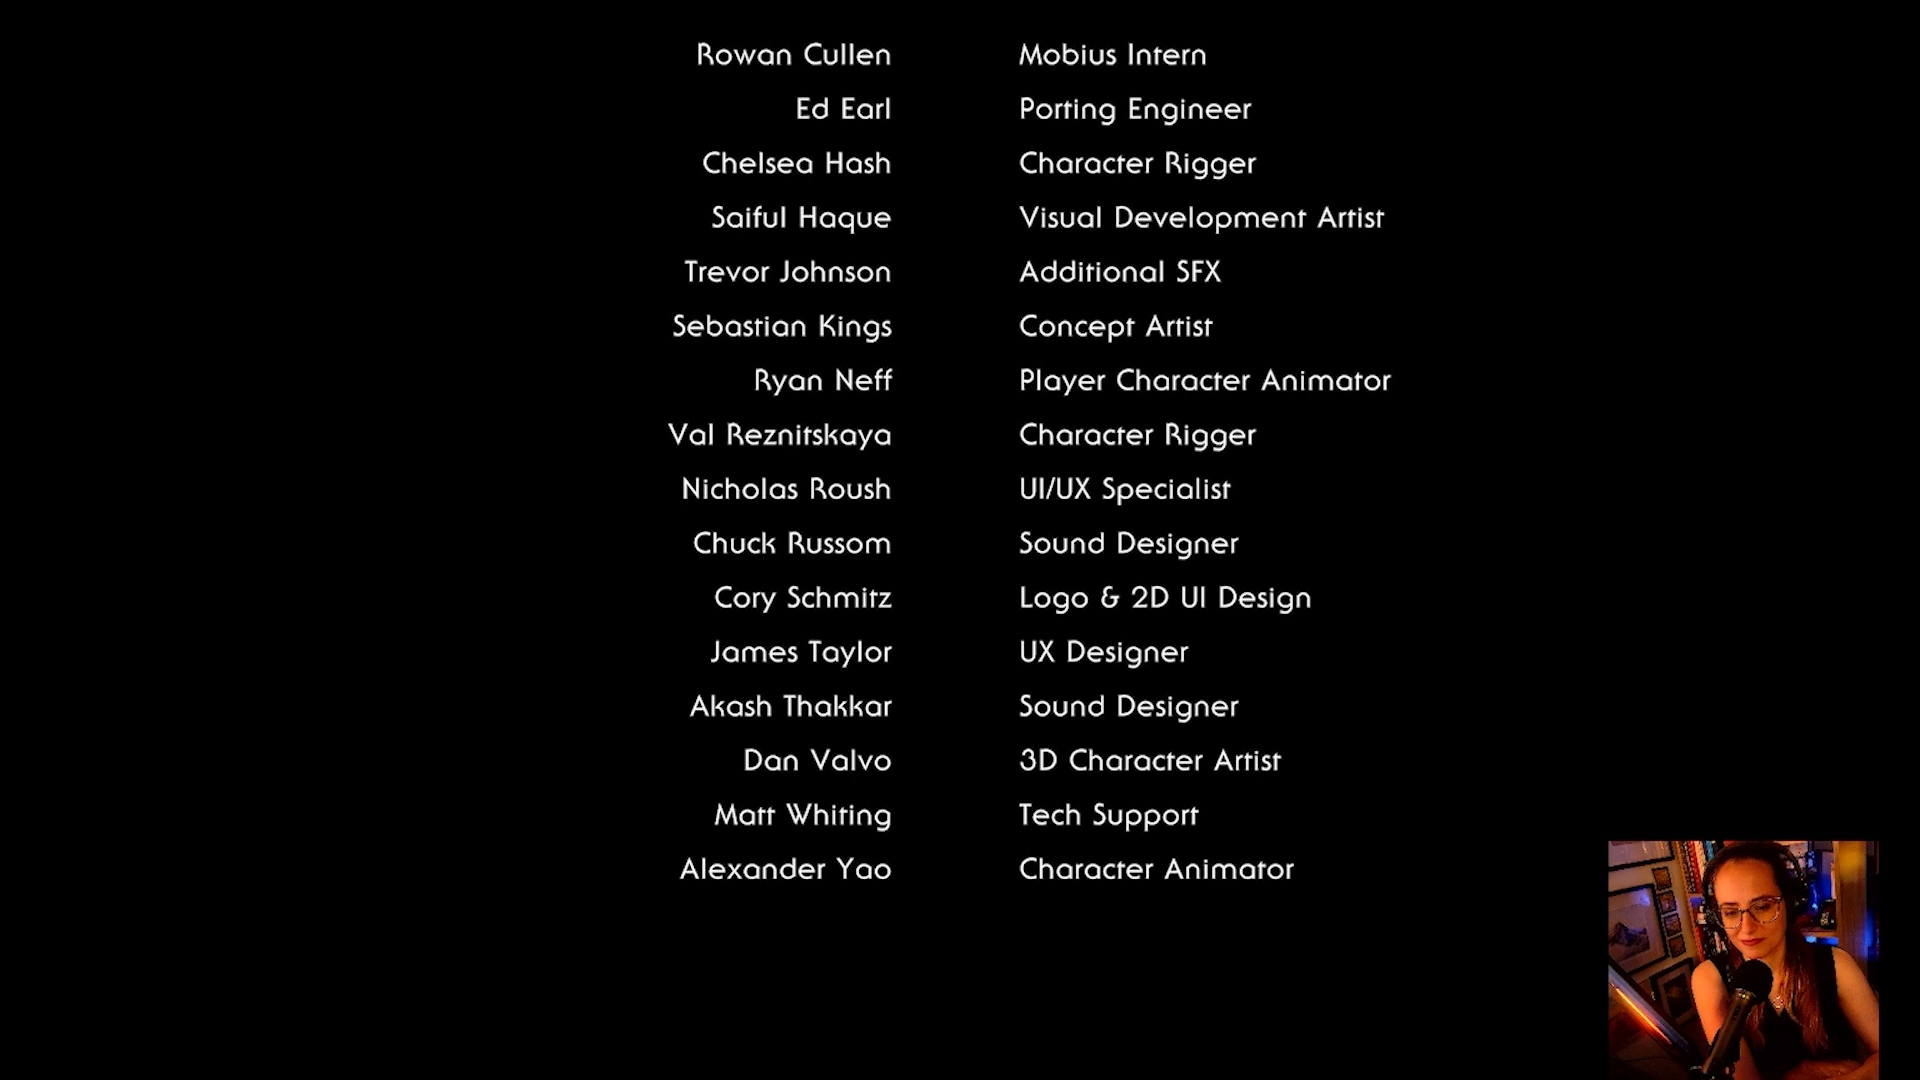 Rowan Cullen Mobius Intern
Ed Earl Porting Engineer
Chelsea Hash Character Rigger
Saiful Haque Visual Development Artist
Trevor Johnson Additional SFX
Sebastian Kings Concept Artist
Ryan Neff Player Character Animator
Val Reznitskaya Character Rigger
Nicholas Roush UI/UX Specialist
Chuck Russom Sound Designer
Cory Schmitz Logo & 2D UI Design
James Taylor UX Designer
Akash Thakkar Sound Designer
Dan Valvo 3D Character Artist
Matt Whiting Tech Support
Alexander Yao Character Animator